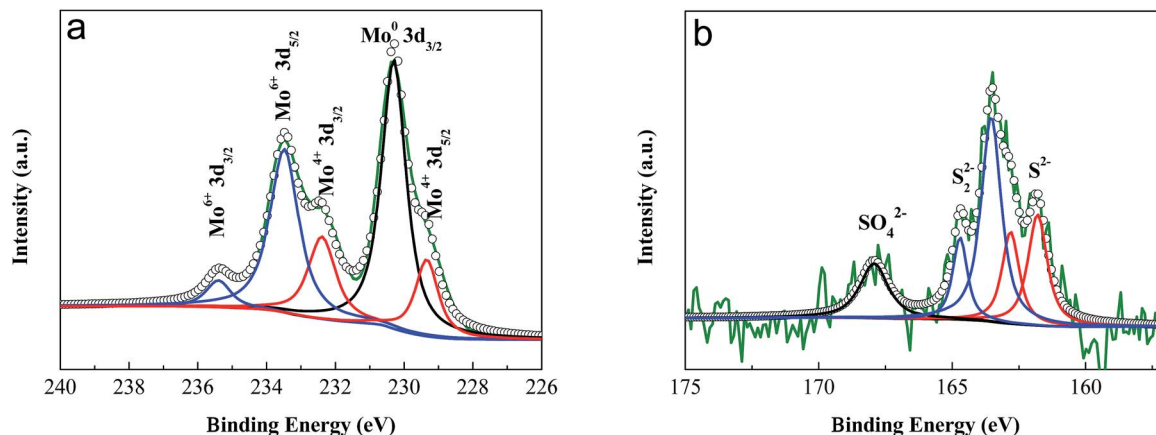 a
Mo⁶⁺ 3d₃/₂
Mo⁶⁺ 3d₅/₂
Mo⁴⁺ 3d₃/₂
Mo⁰ 3d₃/₂
Mo⁴⁺ 3d₅/₂
Intensity (a.u.)
240 238 236 234 232 230 228 226
Binding Energy (eV)
b
SO₄²⁻
S₂²⁻
S²⁻
Intensity (a.u.)
175 170 165 160
Binding Energy (eV)